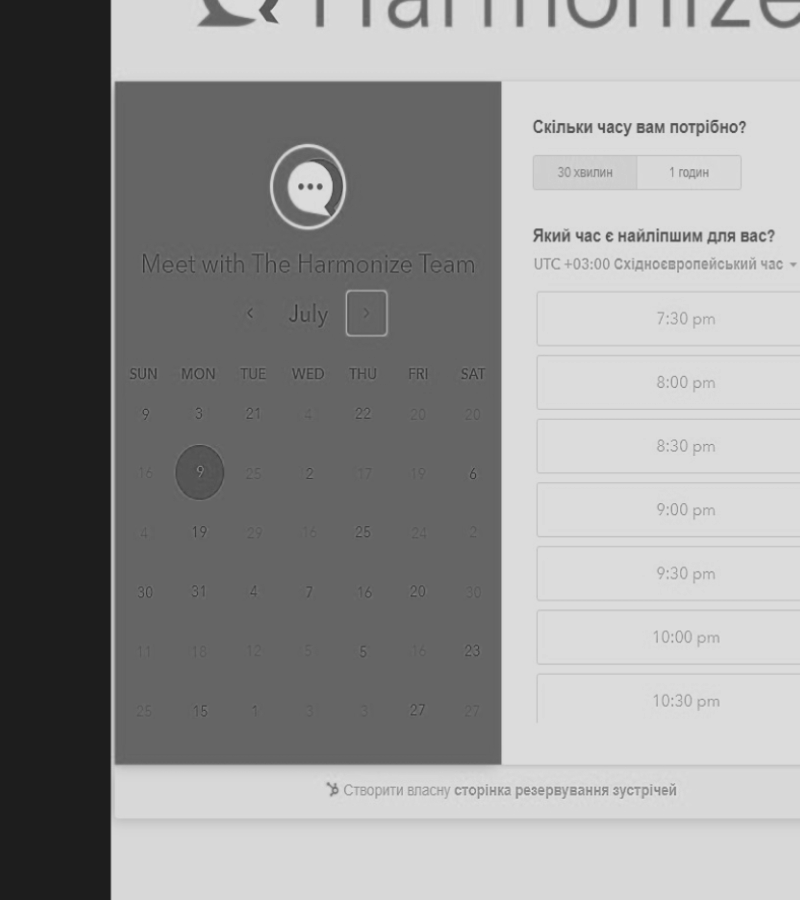 Harmonize
Meet with The Harmonize Team
July
SUN MON TUE WED THU FRI SAT
9 3 21 4 22 20 20
16 9 25 2 17 19 6
4 19 29 16 25 24 2
30 31 4 7 16 20 30
11 18 12 5 5 16 23
25 15 1 3 3 27 27
Скільки часу вам потрібно?
30 хвилин 1 годин
Який час є найліпшим для вас?
UTC +03:00 Східноєвропейський час
7:30 pm
8:00 pm
8:30 pm
9:00 pm
9:30 pm
10:00 pm
10:30 pm
Створити власну сторінка резервування зустрічей